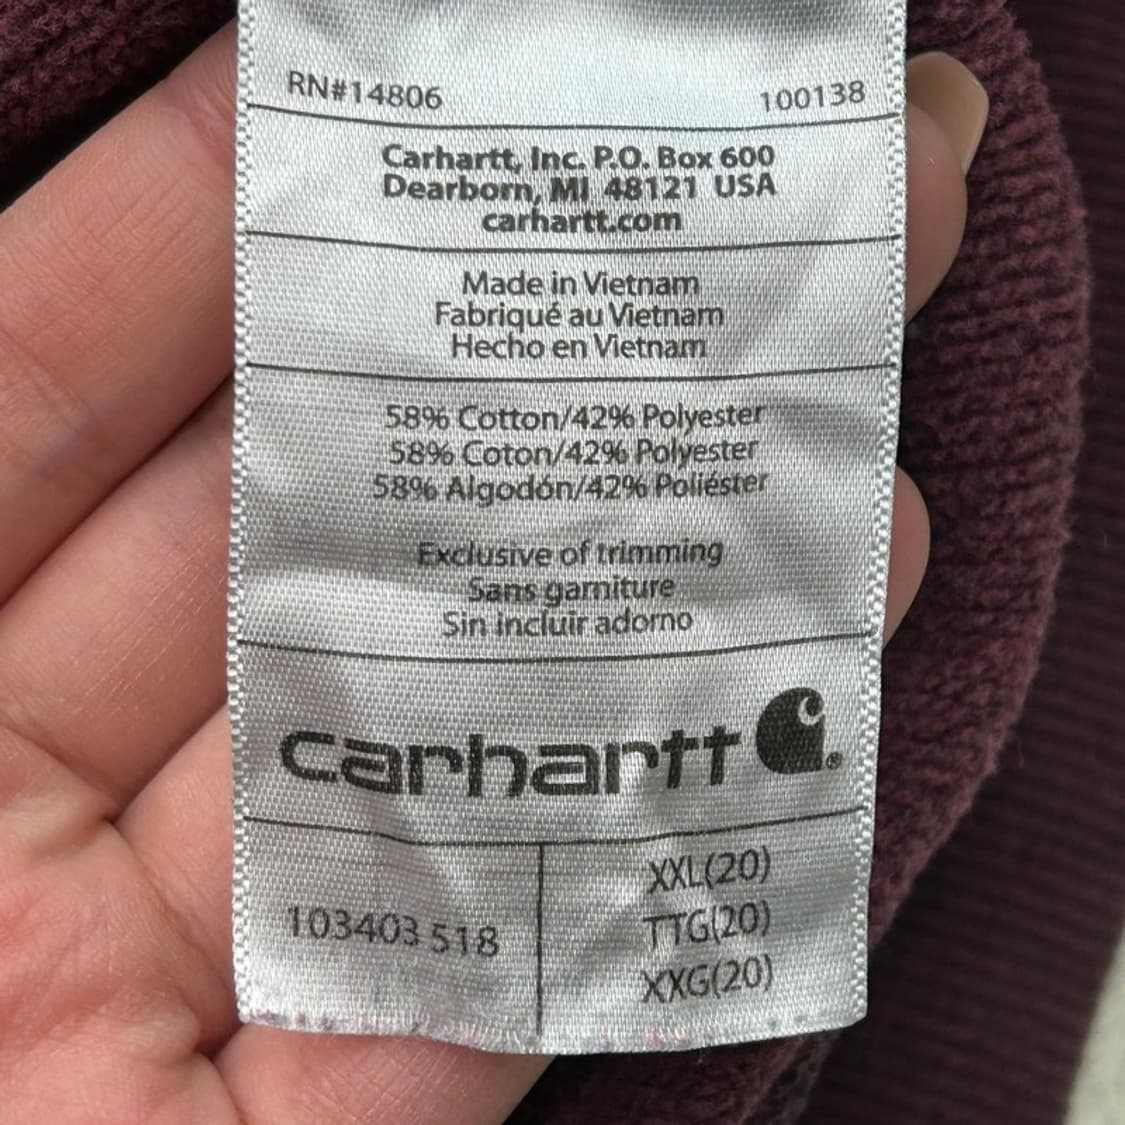 RN#14806 100138
Carhartt, Inc. P.O. Box 600
Dearborn, MI 48121 USA
carhartt.com
Made in Vietnam
Fabriqué au Vietnam
Hecho en Vietnam
58% Cotton/42% Polyester
58% Coton/42% Polyester
58% Algodón/42% Poliéster
Exclusive of trimming
Sans garniture
Sin incluir adorno
carhartt ®
103403 518
XXL(20)
TTG(20)
XXG(20)